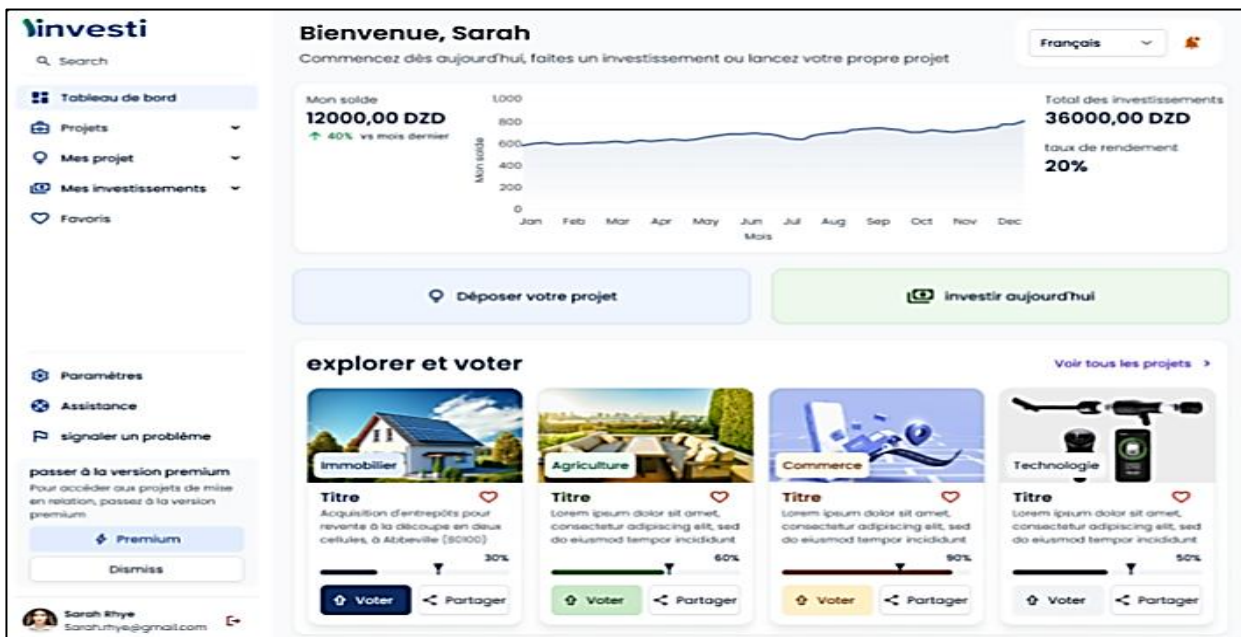 investi
Search
Tableau de bord
Projets
Mes projet
Mes investissements
Favoris
Paramètres
Assistance
signaler un problème
passer à la version premium
Pour accéder aux projets de mise
en relation, passez à la version
premium
Premium
Dismiss
Sarah Rhye
Sarah.rhye@gmail.com
Bienvenue, Sarah
Commencez dès aujourd'hui, faites un investissement ou lancez votre propre projet
Français
Mon solde
12000,00 DZD
40% vs mois dernier
Mon solde
1,000
800
600
400
200
0
Jan Feb Mar Apr May Jun Jul Aug Sep Oct Nov Dec
Mois
Total des investissements
36000,00 DZD
taux de rendement
20%
Déposer votre projet
investir aujourd'hui
explorer et voter
Voir tous les projets
Immobilier
Titre
Acquisition d'entrepôts pour
revente à la découpe en deux
cellules, à Abbeville (80100)
30%
Voter Partager
Agriculture
Titre
Lorem ipsum dolor sit amet,
consectetur adipiscing elit, sed
do eiusmod tempor incididunt
60%
Voter Partager
Commerce
Titre
Lorem ipsum dolor sit amet,
consectetur adipiscing elit, sed
do eiusmod tempor incididunt
90%
Voter Partager
Technologie
Titre
Lorem ipsum dolor sit amet,
consectetur adipiscing elit, sed
do eiusmod tempor incididunt
50%
Voter Partager